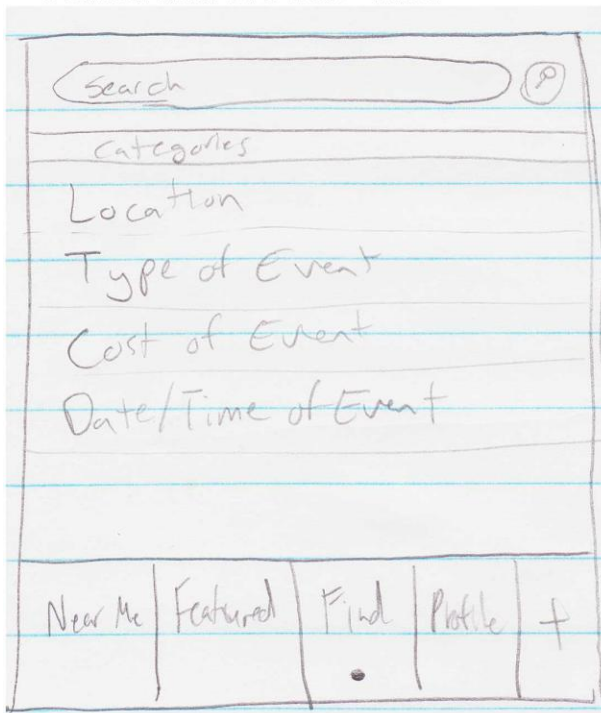 Search
Categories
Location
Type of Event
Cost of Event
Date/Time of Event
Near Me Featured Find Profile +